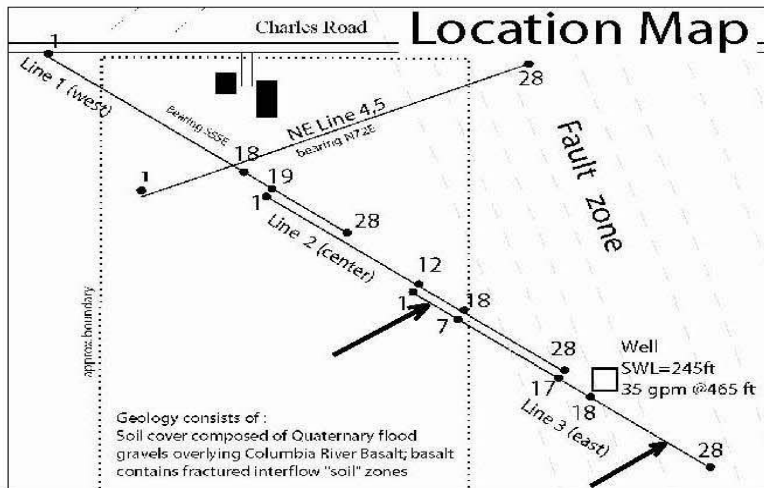 Charles Road
Location Map
1
Line 1 (west)
Bearing S55E
NE Line 4,5
bearing N72E
28
Fault zone
1
18
19
1
28
Line 2 (center)
12
1
18
7
28
17
18
Well
SWL=245ft
35 gpm @465 ft
Line 3 (east)
28
approx boundary
Geology consists of :
Soil cover composed of Quaternary flood
gravels overlying Columbia River Basalt; basalt
contains fractured interflow "soil" zones